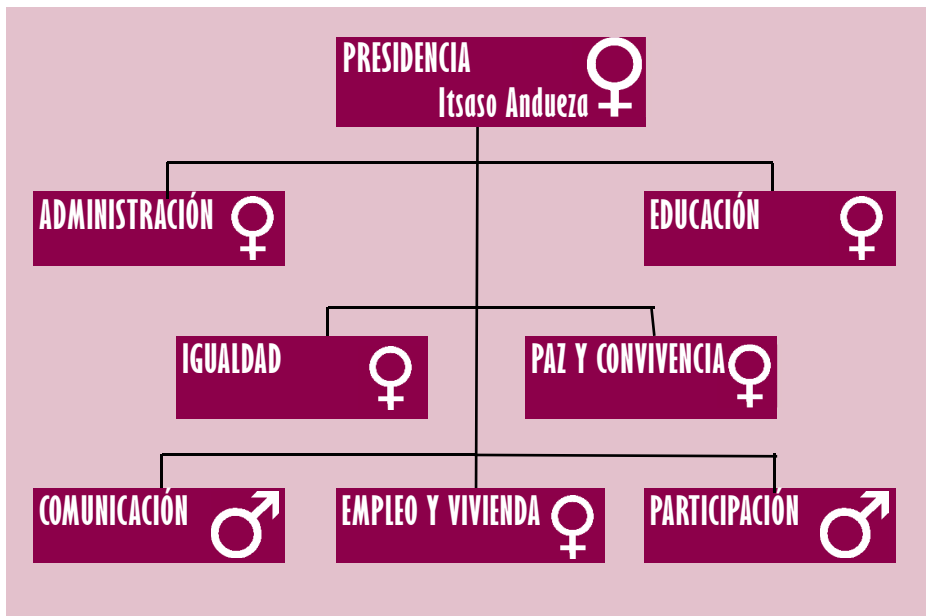 PRESIDENCIA
Itsaso Andueza
ADMINISTRACIÓN
EDUCACIÓN
IGUALDAD
PAZ Y CONVIVENCIA
COMUNICACIÓN
EMPLEO Y VIVIENDA
PARTICIPACIÓN